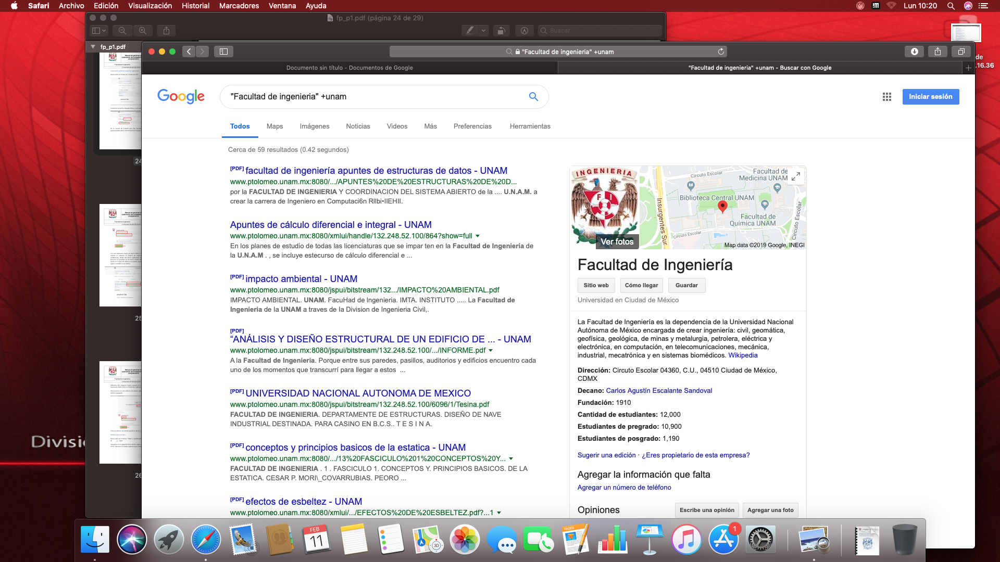 Safari Archivo Edición Visualización Historial Marcadores Ventana Ayuda
Lun 10:20
fp_p1.pdf (página 24 de 29)
Buscar
fp_p1.pdf
"Facultad de ingenieria" +unam
Documento sin título - Documentos de Google
"Facultad de ingenieria" +unam - Buscar con Google
de
.16.36
Google
"Facultad de ingenieria" +unam
Iniciar sesión
Todos Maps Imágenes Noticias Videos Más Preferencias Herramientas
Cerca de 59 resultados (0.42 segundos)
[PDF] facultad de ingeniería apuntes de estructuras de datos - UNAM
www.ptolomeo.unam.mx:8080/.../APUNTES%20DE%20ESTRUCTURAS%20DE%20D...
por la FACULTAD DE INGENIERIA Y COORDINACION DEL SISTEMA ABIERTO de la .... U.N.A.M. a
crear la carrera de Ingeniero en Computaci6n Rllbi•IIEHII.
Apuntes de cálculo diferencial e integral - UNAM
www.ptolomeo.unam.mx:8080/xmlui/handle/132.248.52.100/864?show=full
En los planes de estudio de todas las licenciaturas que se impar ten en la Facultad de Ingeniería de
la U.N.A.M . , se incluye estecurso de cálculo diferencial e ...
[PDF] impacto ambiental - UNAM
www.ptolomeo.unam.mx:8080/jspui/bitstream/132.../IMPACTO%20AMBIENTAL.pdf
IMPACTO AMBIENTAL. UNAM. FacuHad de Ingenieria. IMTA. INSTITUTO ..... La Facultad de
Ingenieria de la UNAM a traves de la Division de Ingenieria Civil,.
[PDF]
“ANÁLISIS Y DISEÑO ESTRUCTURAL DE UN EDIFICIO DE ... - UNAM
www.ptolomeo.unam.mx:8080/jspui/bitstream/132.248.52.100/.../INFORME.pdf
A la Facultad de Ingenieria. Porque entre sus paredes, pasillos, auditorios y edificios encuentro cada
uno de los momentos que transcurrí para llegar a estos ...
[PDF] UNIVERSIDAD NACIONAL AUTONOMA DE MEXICO
www.ptolomeo.unam.mx:8080/jspui/bitstream/132.248.52.100/6096/1/Tesina.pdf
FACULTAD DE INGENIERIA. DEPARTAMENTE DE ESTRUCTURAS. DISEÑO DE NAVE
INDUSTRIAL DESTINADA. PARA CASINO EN B.C.S.. T E S I N A.
[PDF] conceptos y principios basicos de la estatica - UNAM
www.ptolomeo.unam.mx:8080/.../13%20FASCICULO%201%20CONCEPTOS%20Y...
FACULTAD DE INGENIERIA . 1 . FASCICULO 1. CONCEPTOS Y. PRINCIPIOS BASICOS. DE LA
ESTATICA. CESAR P. MORI\_COVARRUBIAS. PEORO ...
[PDF] efectos de esbeltez - UNAM
www.ptolomeo.unam.mx:8080/xmlui/.../EFECTOS%20DE%20ESBELTEZ.pdf?...1
INGENIERIA
FI
Ver fotos
Circuito Escolar
Facultad de
Medicina UNAM
Biblioteca Central UNAM
Insurgentes Sur
Facultad de
Química UNAM
Circuito Escolar
Circuito Escolar
Map data ©2019 Google, INEGI
Facultad de Ingeniería
Sitio web Cómo llegar Guardar
Universidad en Ciudad de México
La Facultad de Ingeniería es la dependencia de la Universidad Nacional
Autónoma de México encargada de crear ingeniería: civil, geomática,
geofísica, geológica, de minas y metalurgia, petrolera, eléctrica y
electrónica, en computación, en telecomunicaciones, mecánica,
industrial, mecatrónica y en sistemas biomédicos. Wikipedia
Dirección: Circuto Escolar 04360, C.U., 04510 Ciudad de México,
CDMX
Decano: Carlos Agustín Escalante Sandoval
Fundación: 1910
Cantidad de estudiantes: 12,000
Estudiantes de pregrado: 10,900
Estudiantes de posgrado: 1,190
Sugerir una edición · ¿Eres propietario de esta empresa?
Agregar la información que falta
Agregar un número de teléfono
Opiniones
Escribe una opinión Agregar una foto
24
25
26
Divisi
FEB
11
3D
PAGES
1